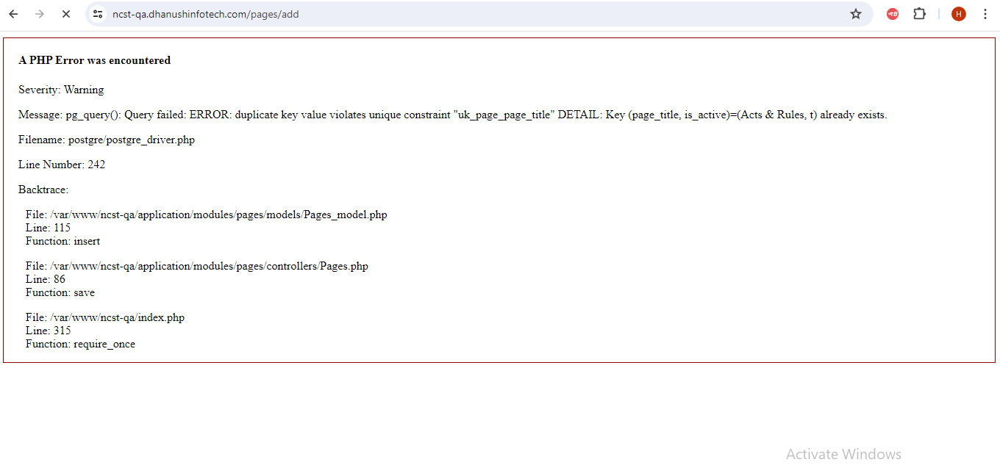 ncst-qa.dhanushinfotech.com/pages/add
H
A PHP Error was encountered
Severity: Warning
Message: pg_query(): Query failed: ERROR: duplicate key value violates unique constraint "uk_page_page_title" DETAIL: Key (page_title, is_active)=(Acts & Rules, t) already exists.
Filename: postgre/postgre_driver.php
Line Number: 242
Backtrace:
File: /var/www/ncst-qa/application/modules/pages/models/Pages_model.php
Line: 115
Function: insert
File: /var/www/ncst-qa/application/modules/pages/controllers/Pages.php
Line: 86
Function: save
File: /var/www/ncst-qa/index.php
Line: 315
Function: require_once
Activate Windows